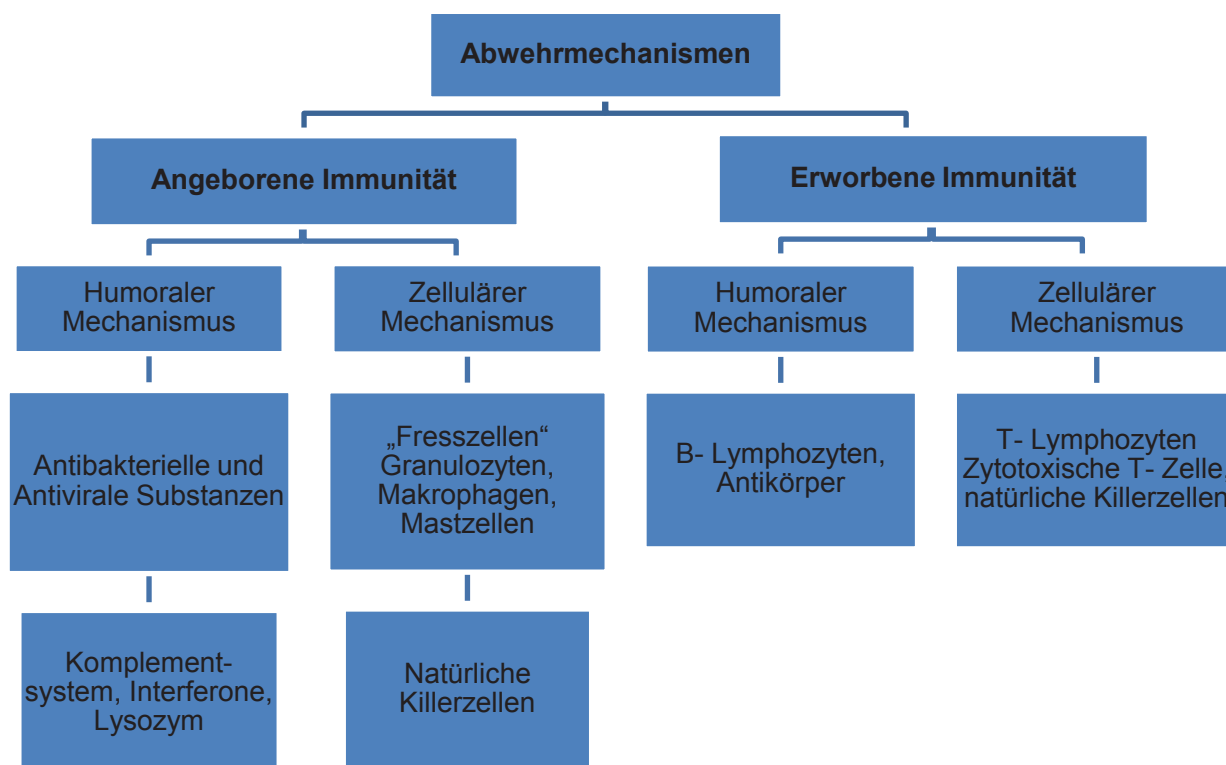 Abwehrmechanismen
Angeborene Immunität
Erworbene Immunität
Humoraler
Mechanismus
Zellulärer
Mechanismus
Humoraler
Mechanismus
Zellulärer
Mechanismus
Antibakterielle und
Antivirale Substanzen
„Fresszellen“
Granulozyten,
Makrophagen,
Mastzellen
B- Lymphozyten,
Antikörper
T- Lymphozyten
Zytotoxische T- Zelle,
natürliche Killerzellen
Komplement-
system, Interferone,
Lysozym
Natürliche
Killerzellen